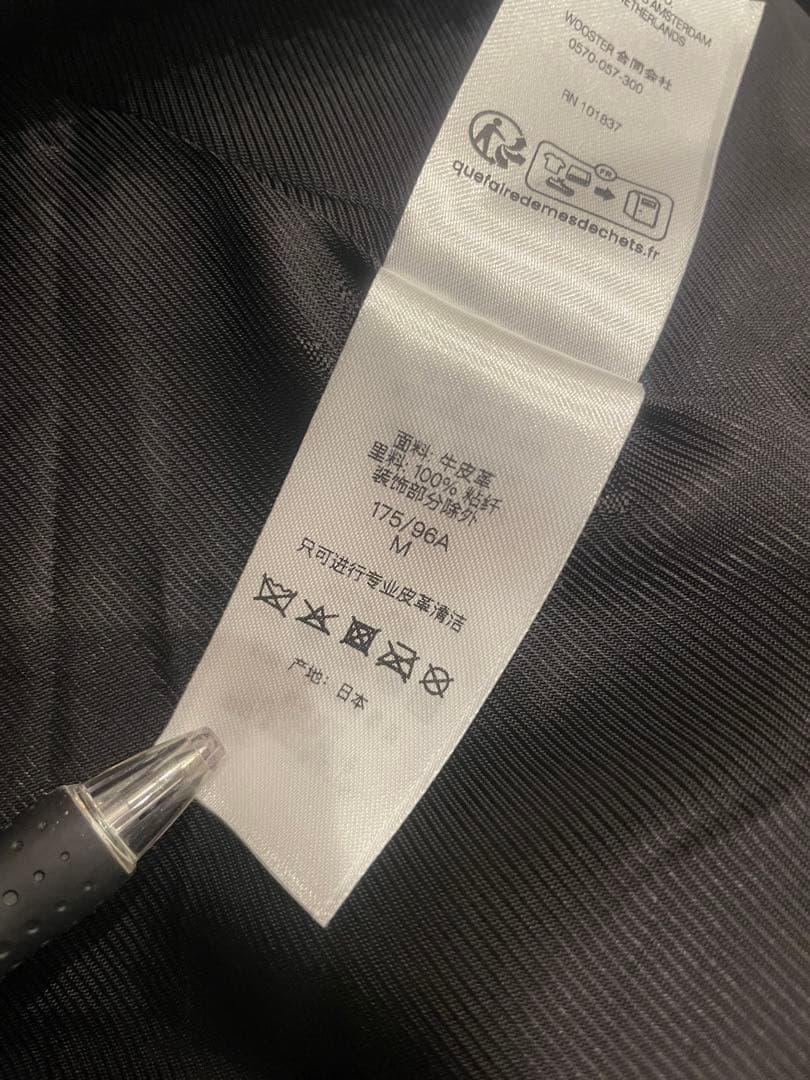 AMSTERDAM
NETHERLANDS
WOOSTER 合同会社
0570-057-300
RN 101837
FR
quefairedemesdechets.fr
面料: 牛皮革
里料: 100% 粘纤
装饰部分除外
175/96A
M
只可进行专业皮革清洁
产地: 日本